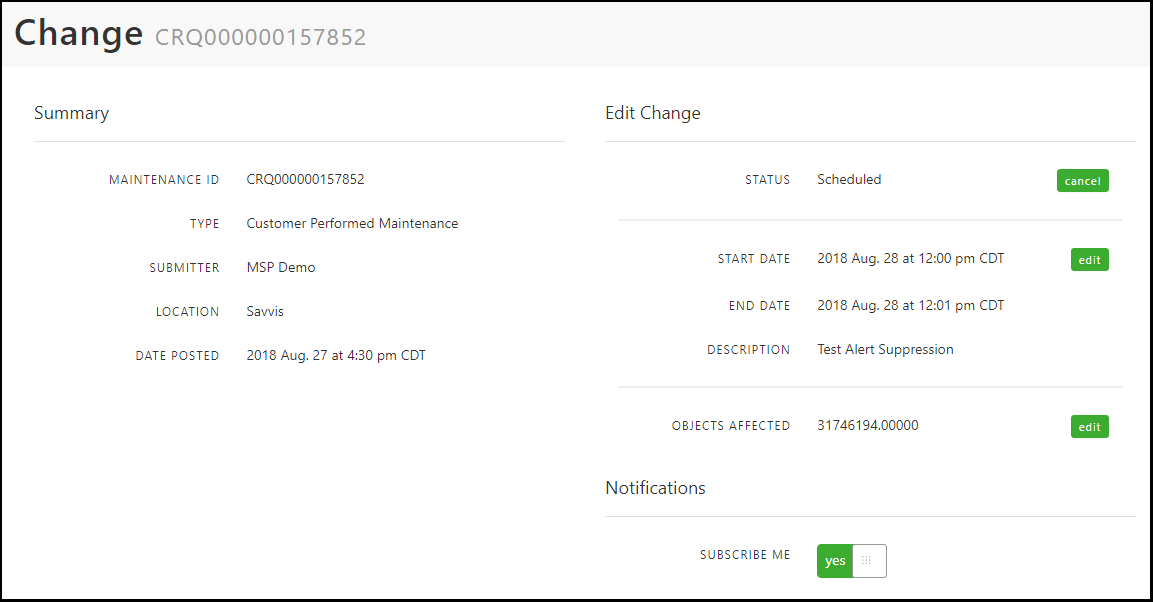 Change CRQ000000157852
Summary
MAINTENANCE ID CRQ000000157852
TYPE Customer Performed Maintenance
SUBMITTER MSP Demo
LOCATION Savvis
DATE POSTED 2018 Aug. 27 at 4:30 pm CDT
Edit Change
STATUS Scheduled cancel
START DATE 2018 Aug. 28 at 12:00 pm CDT edit
END DATE 2018 Aug. 28 at 12:01 pm CDT
DESCRIPTION Test Alert Suppression
OBJECTS AFFECTED 31746194.00000 edit
Notifications
SUBSCRIBE ME yes